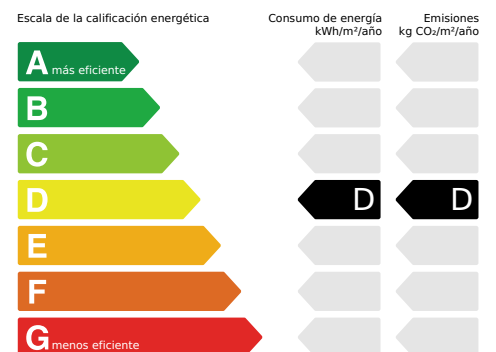 Escala de la calificación energética
Consumo de energía
kWh/m²/año
Emisiones
kg CO₂/m²/año
A más eficiente
B
C
D D D
E
F
G menos eficiente